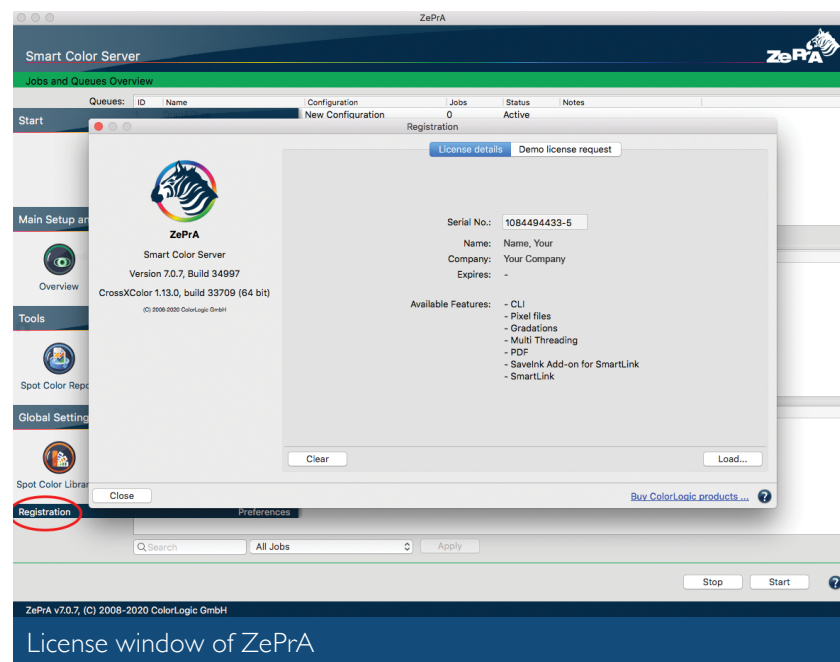 ZePrA
Smart Color Server
ZePrA
Jobs and Queues Overview
Queues: ID Name Configuration Jobs Status Notes
New Configuration 0 Active
Start
Registration
License details Demo license request
ZePrA
Smart Color Server
Version 7.0.7, Build 34997
CrossXColor 1.13.0, build 33709 (64 bit)
(C) 2008-2020 ColorLogic GmbH
Serial No.: 1084494433-5
Name: Name, Your
Company: Your Company
Expires: -
Available Features: - CLI
- Pixel files
- Gradations
- Multi Threading
- PDF
- SaveInk Add-on for SmartLink
- SmartLink
Main Setup an
Overview
Tools
Spot Color Repo
Global Setting
Spot Color Librar
Clear Load...
Close Buy ColorLogic products ... ?
Registration Preferences
Search All Jobs Apply
Stop Start ?
ZePrA v7.0.7, (C) 2008-2020 ColorLogic GmbH
License window of ZePrA